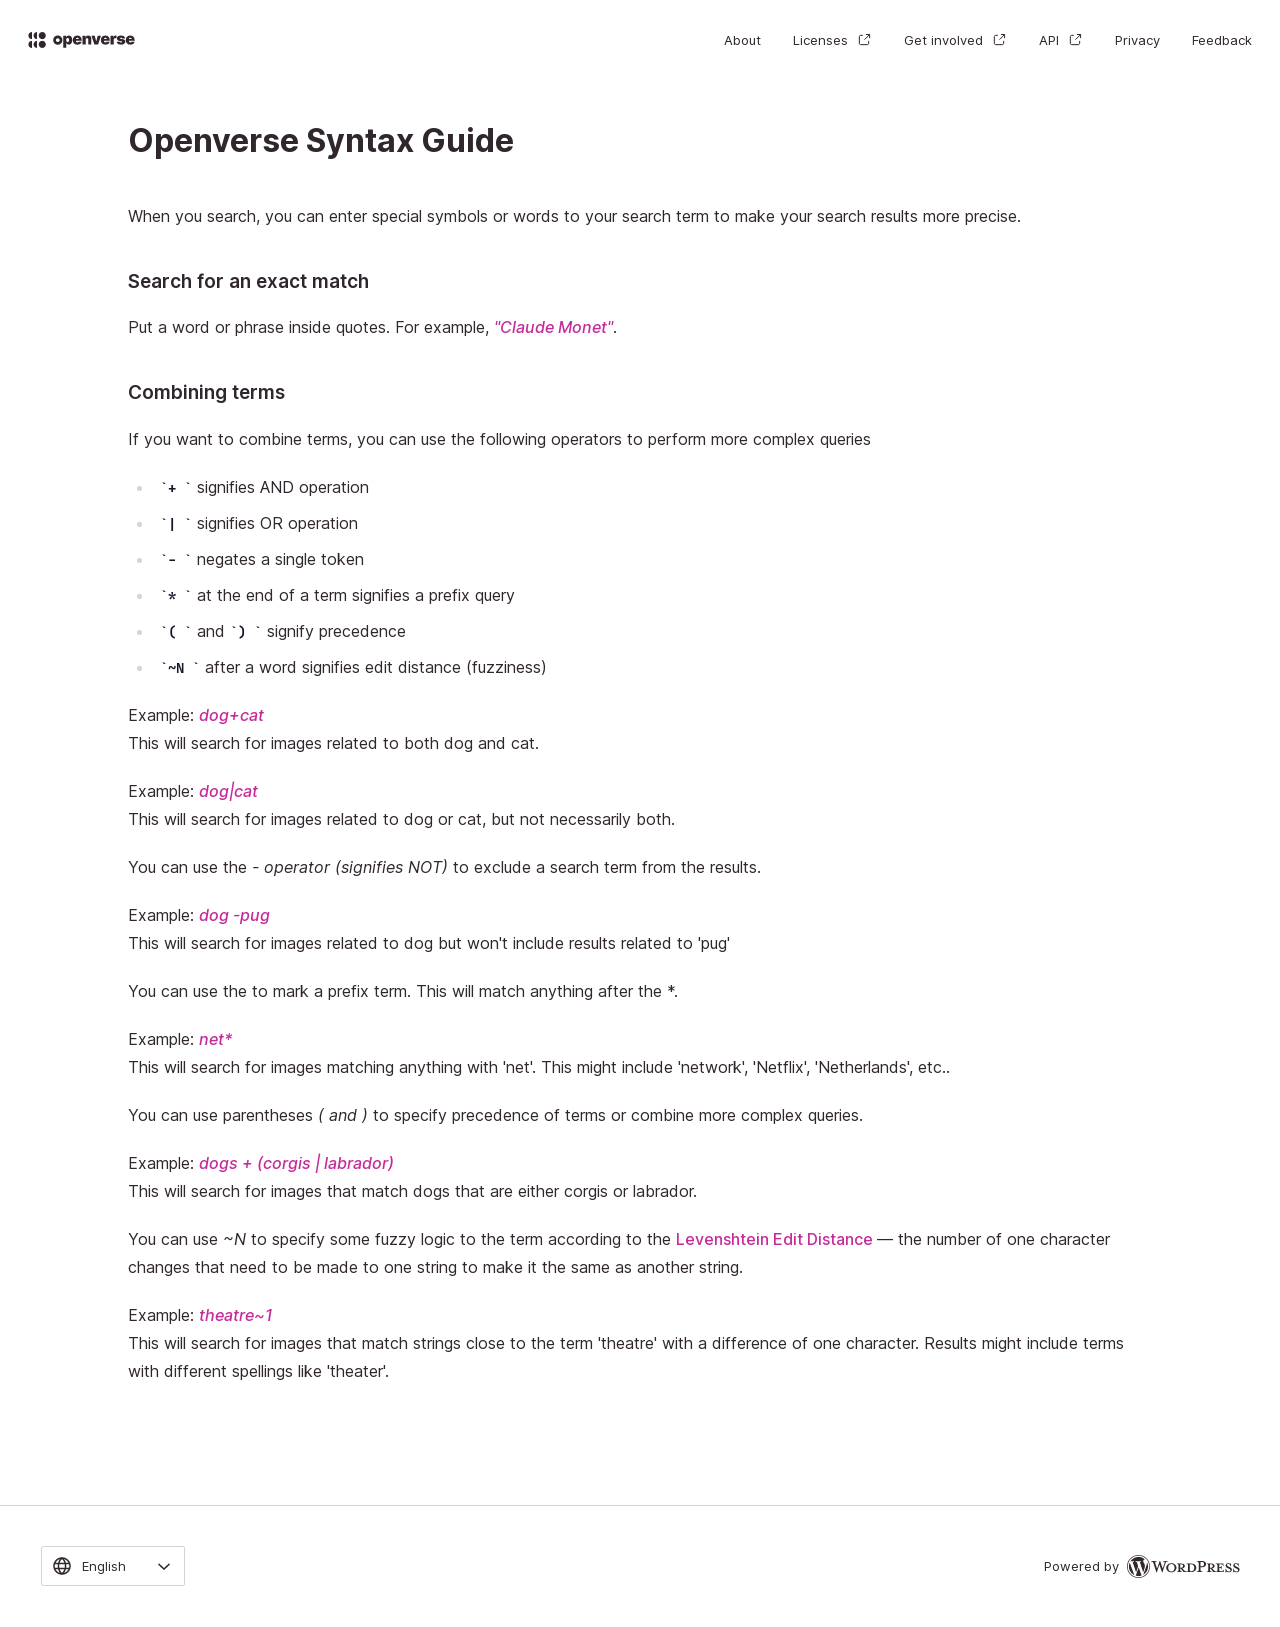 openverse
About Licenses Get involved API Privacy Feedback
Openverse Syntax Guide
When you search, you can enter special symbols or words to your search term to make your search results more precise.
Search for an exact match
Put a word or phrase inside quotes. For example, "Claude Monet".
Combining terms
If you want to combine terms, you can use the following operators to perform more complex queries
`+ ` signifies AND operation
`| ` signifies OR operation
`- ` negates a single token
`* ` at the end of a term signifies a prefix query
`( ` and `) ` signify precedence
`~N ` after a word signifies edit distance (fuzziness)
Example: dog+cat
This will search for images related to both dog and cat.
Example: dog|cat
This will search for images related to dog or cat, but not necessarily both.
You can use the - operator (signifies NOT) to exclude a search term from the results.
Example: dog -pug
This will search for images related to dog but won't include results related to 'pug'
You can use the to mark a prefix term. This will match anything after the *.
Example: net*
This will search for images matching anything with 'net'. This might include 'network', 'Netflix', 'Netherlands', etc..
You can use parentheses ( and ) to specify precedence of terms or combine more complex queries.
Example: dogs + (corgis | labrador)
This will search for images that match dogs that are either corgis or labrador.
You can use ~N to specify some fuzzy logic to the term according to the Levenshtein Edit Distance — the number of one character
changes that need to be made to one string to make it the same as another string.
Example: theatre~1
This will search for images that match strings close to the term 'theatre' with a difference of one character. Results might include terms
with different spellings like 'theater'.
English
Powered by WORDPRESS